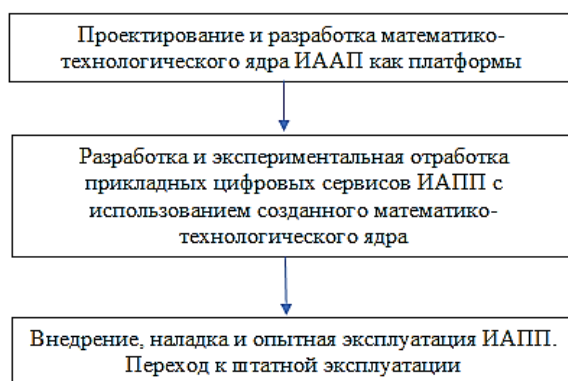 Проектирование и разработка математико-
технологического ядра ИААП как платформы
Разработка и экспериментальная отработка
прикладных цифровых сервисов ИАПП с
использованием созданного математико-
технологического ядра
Внедрение, наладка и опытная эксплуатация ИАПП.
Переход к штатной эксплуатации